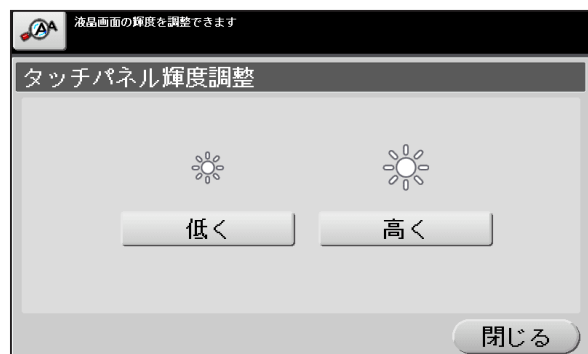 液晶画面の輝度を調整できます
タッチパネル輝度調整
低く
高く
閉じる